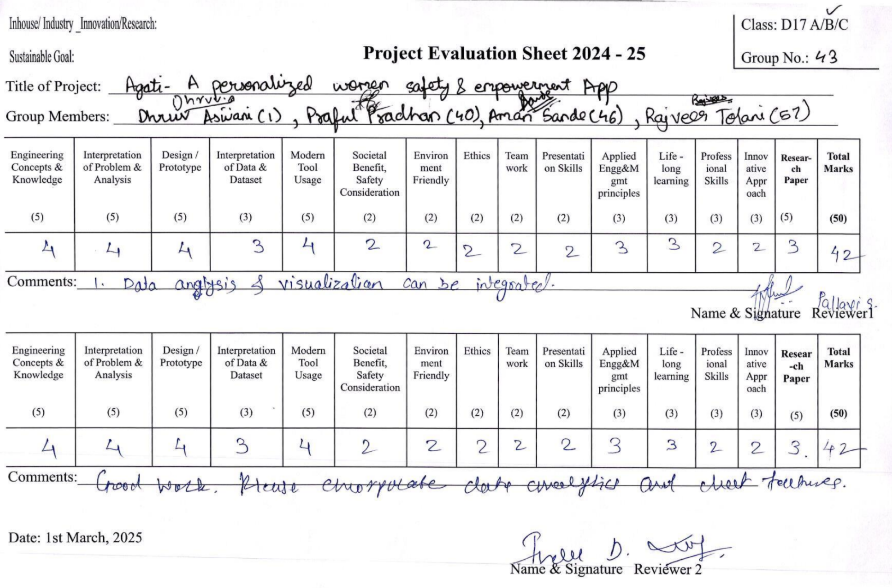 Inhouse/ Industry _Innovation/Research:
Class: D17 A/B/C
Sustainable Goal:
Project Evaluation Sheet 2024 - 25
Group No.: 43
Title of Project: Agati- A personalized women safety & empowerment App
Dhruv
Group Members: Dhruv Aswani (1) , Praful Pradhan (40), Aman Sande (46) , Rajveer Tolani (57)
Engineering Concepts & Knowledge (5) Interpretation of Problem & Analysis (5) Design / Prototype (5) Interpretation of Data & Dataset (3) Modern Tool Usage (5) Societal Benefit, Safety Consideration (2) Environ ment Friendly (2) Ethics (2) Team work (2) Presentati on Skills (2) Applied Engg&M gmt principles (3) Life - long learning (3) Profess ional Skills (3) Innov ative Appr oach (3) Resear- ch Paper (5) Total Marks (50)
4 4 4 3 4 2 2 2 2 2 3 3 2 2 3 42
Comments: 1. Data analysis & visualization can be integrated.
Pallavi S.
Name & Signature Reviewer1
Engineering Concepts & Knowledge (5) Interpretation of Problem & Analysis (5) Design / Prototype (5) Interpretation of Data & Dataset (3) Modern Tool Usage (5) Societal Benefit, Safety Consideration (2) Environ ment Friendly (2) Ethics (2) Team work (2) Presentati on Skills (2) Applied Engg&M gmt principles (3) Life - long learning (3) Profess ional Skills (3) Innov ative Appr oach (3) Resear -ch Paper (5) Total Marks (50)
4 4 4 3 4 2 2 2 2 2 3 3 2 2 3. 42
Comments: Good work. Please data analytics and features.
Date: 1st March, 2025
Name & Signature Reviewer 2